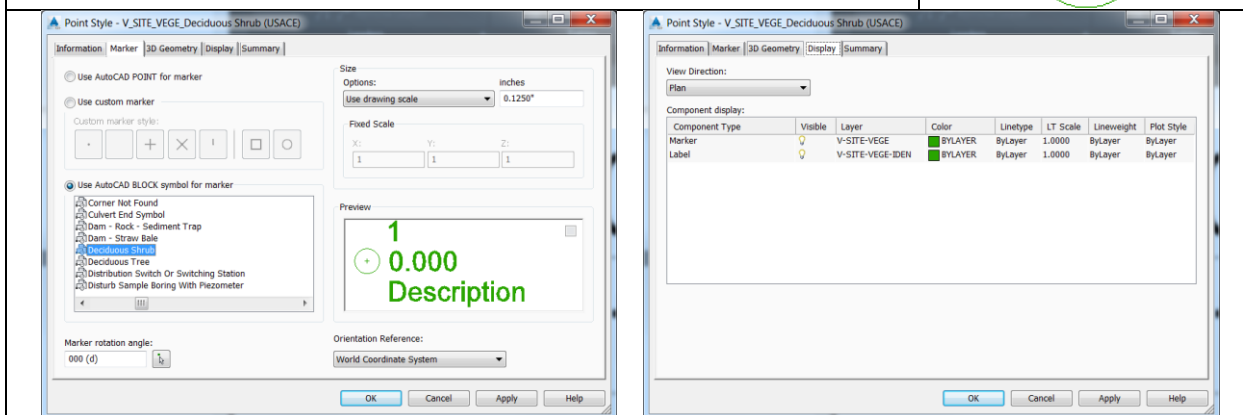 Point Style - V_SITE_VEGE_Deciduous Shrub (USACE)
Information Marker 3D Geometry Display Summary
Use AutoCAD POINT for marker
Use custom marker
Custom marker style:
Use AutoCAD BLOCK symbol for marker
Corner Not Found
Culvert End Symbol
Dam - Rock - Sediment Trap
Dam - Straw Bale
Deciduous Shrub
Deciduous Tree
Distribution Switch Or Switching Station
Disturb Sample Boring With Piezometer
Marker rotation angle:
000 (d)
Size
Options: inches
Use drawing scale 0.1250"
Fixed Scale
X: Y: Z:
1 1 1
Preview
1
0.000
Description
Orientation Reference:
World Coordinate System
OK Cancel Apply Help
Point Style - V_SITE_VEGE_Deciduous Shrub (USACE)
Information Marker 3D Geometry Display Summary
View Direction:
Plan
Component display:
Component Type Visible Layer Color Linetype LT Scale Lineweight Plot Style
Marker V-SITE-VEGE BYLAYER ByLayer 1.0000 ByLayer ByLayer
Label V-SITE-VEGE-IDEN BYLAYER ByLayer 1.0000 ByLayer ByLayer
OK Cancel Apply Help